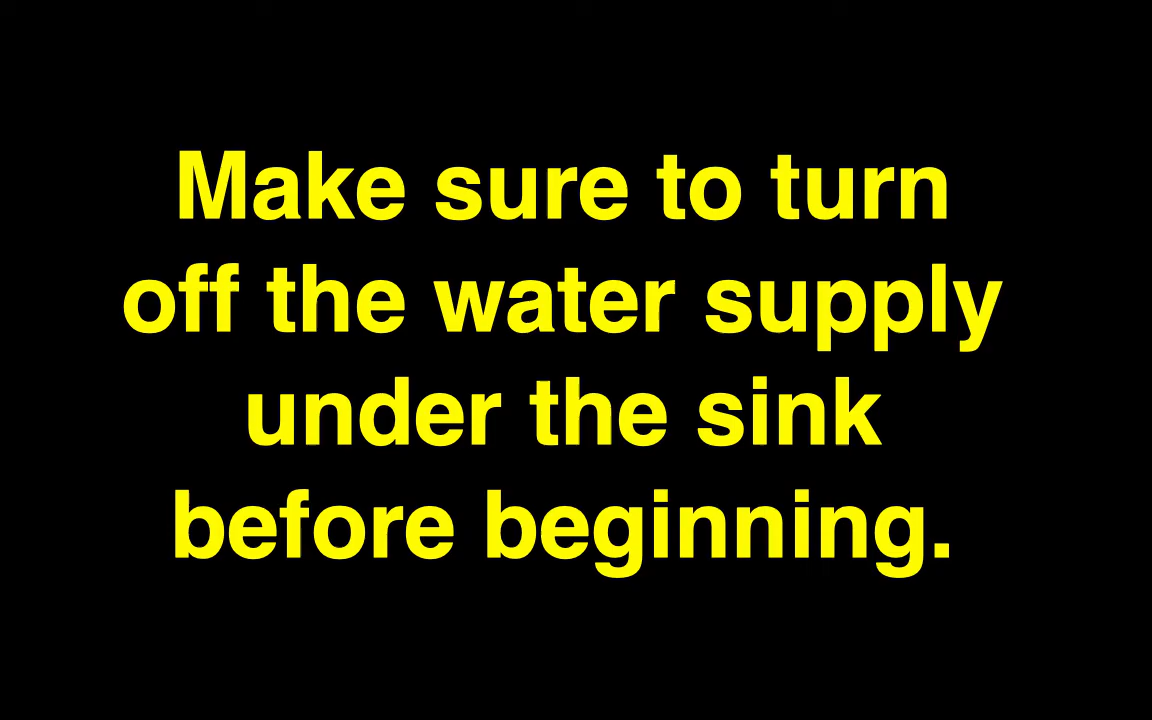 Make sure to turn
off the water supply
under the sink
before beginning.